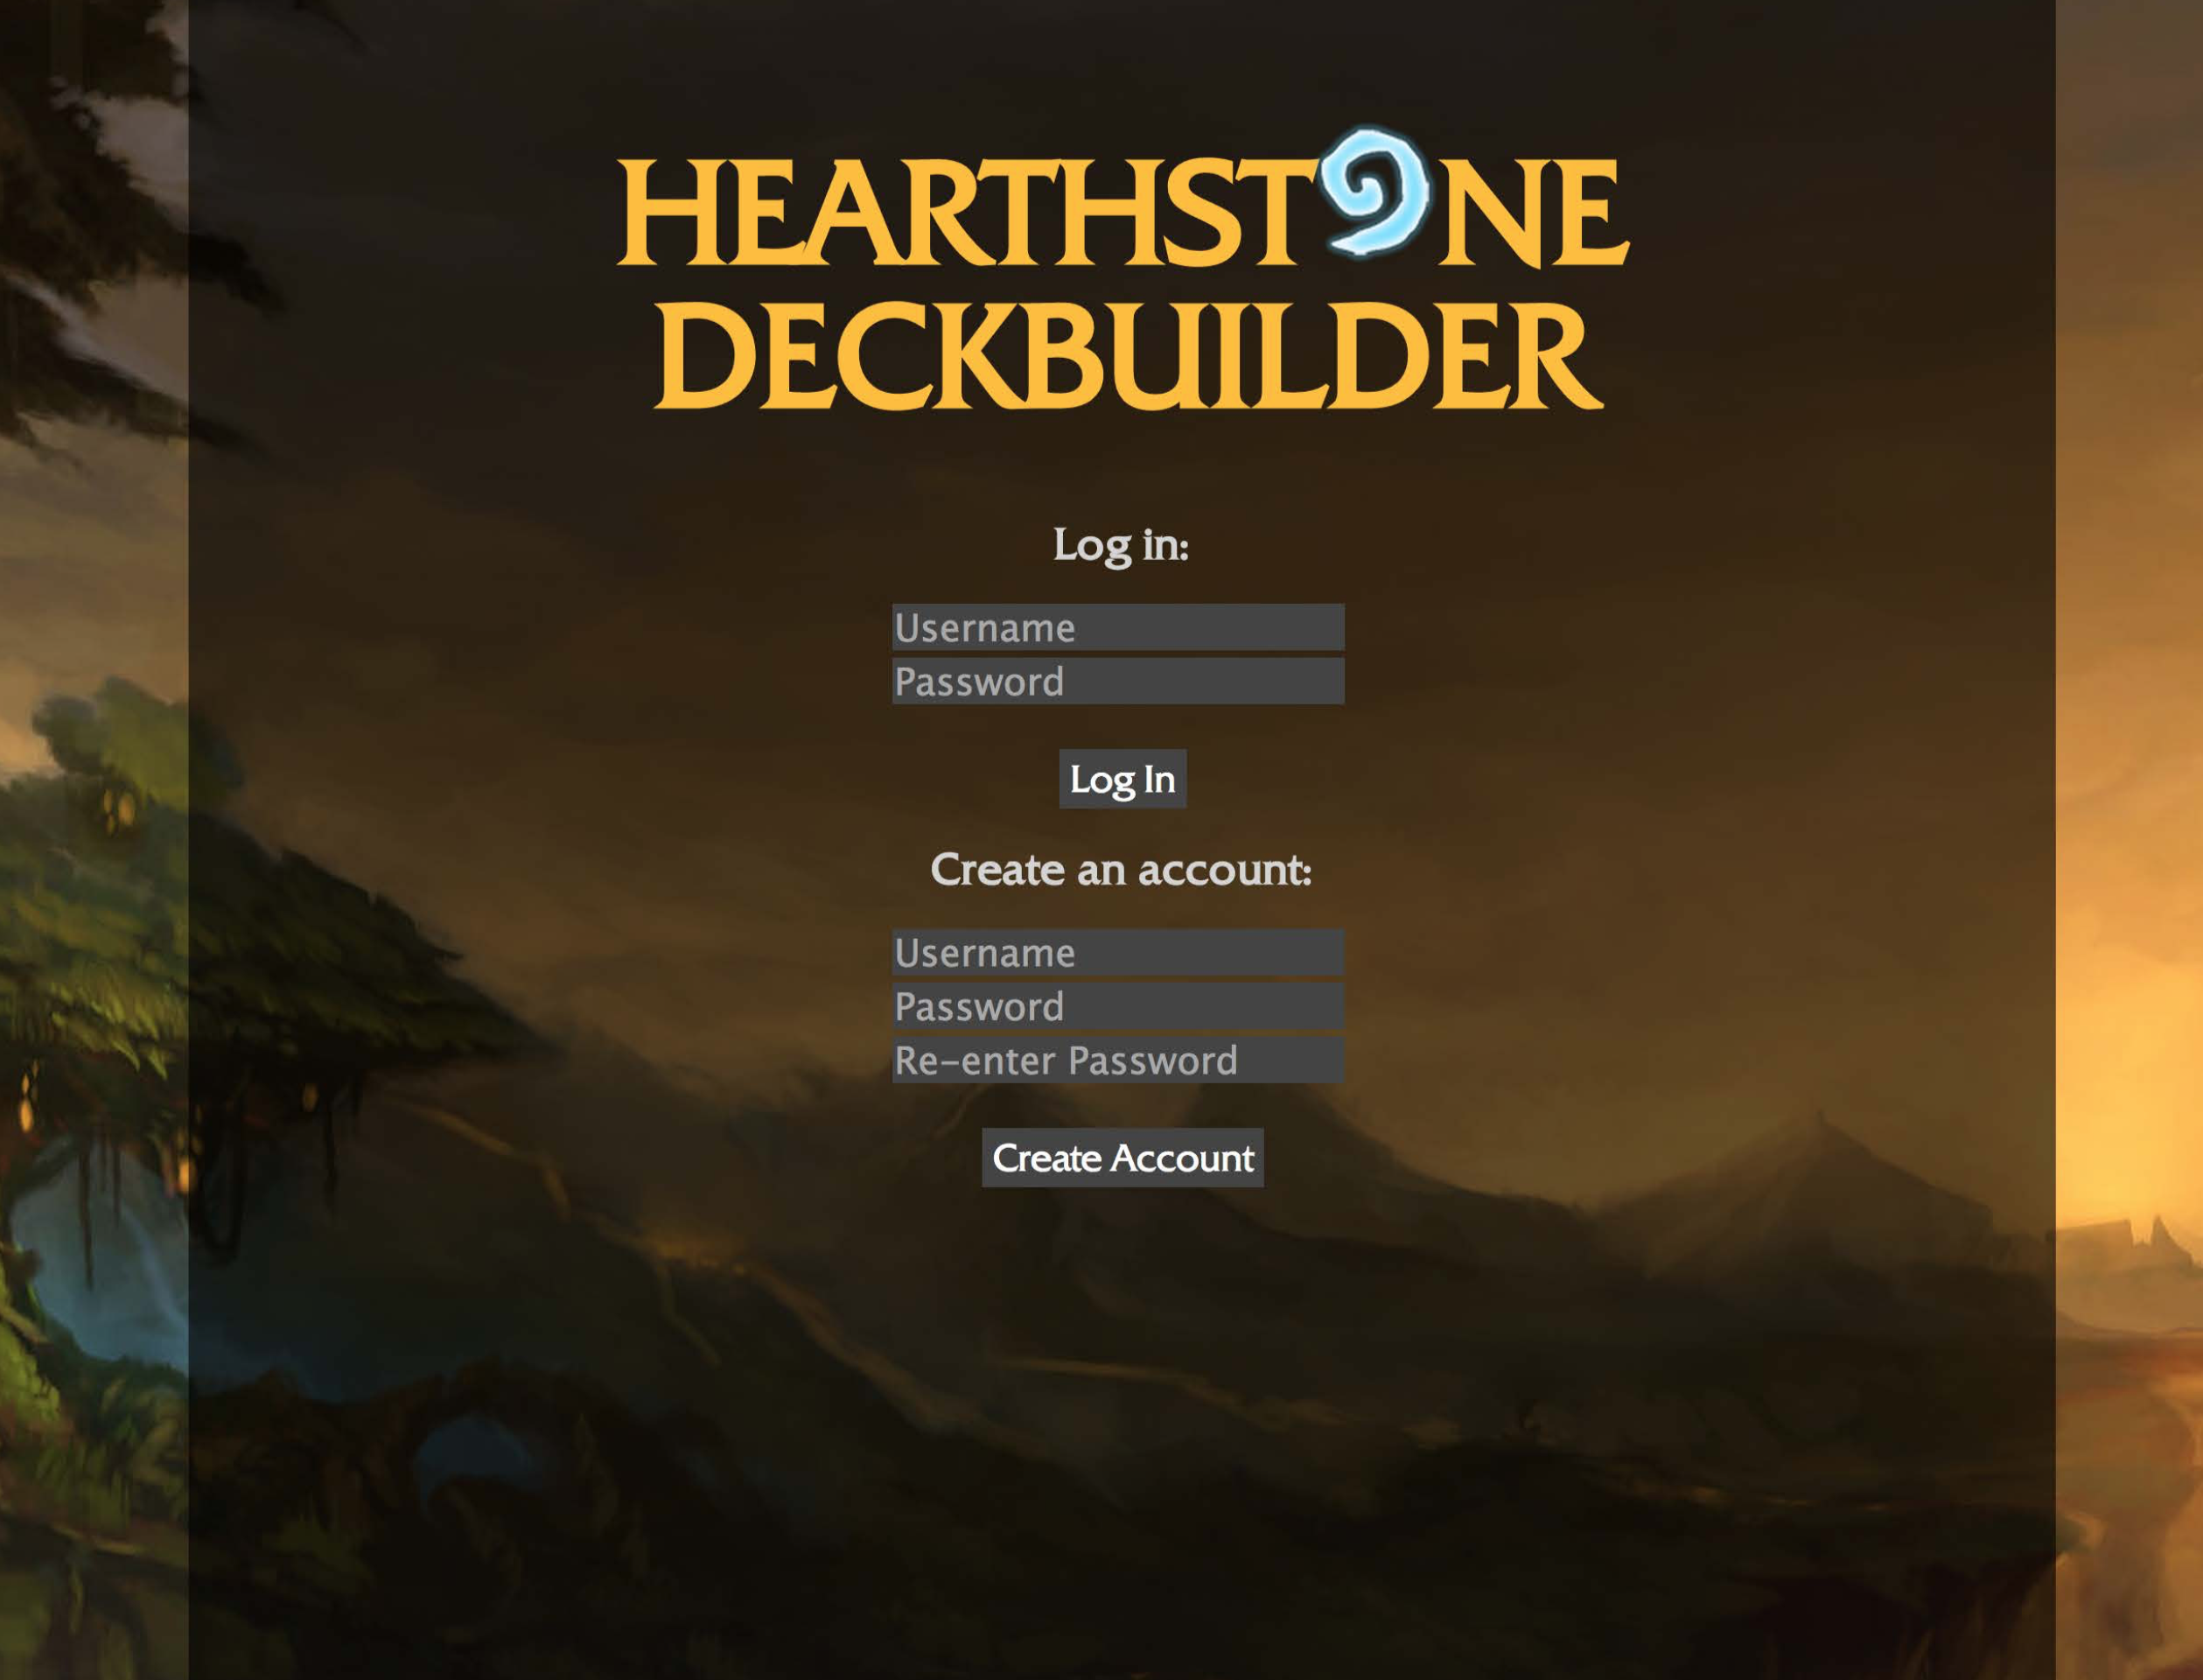 HEARTHSTONE
DECKBUILDER
Log in:
Username
Password
Log In
Create an account:
Username
Password
Re-enter Password
Create Account